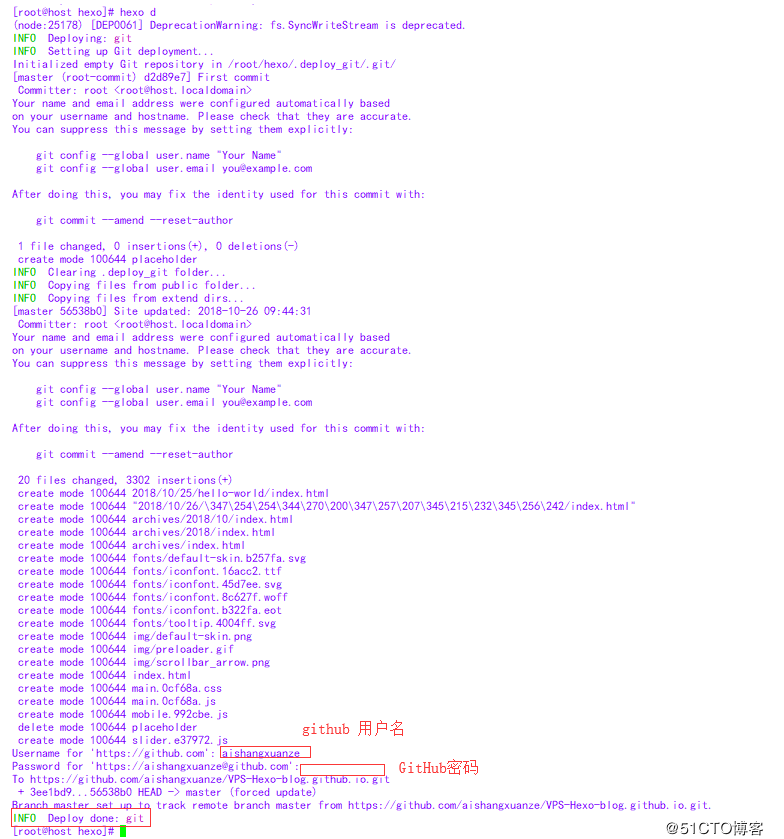 [root@host hexo]# hexo d
(node:25178) [DEP0061] DeprecationWarning: fs.SyncWriteStream is deprecated.
INFO  Deploying: git
INFO  Setting up Git deployment...
Initialized empty Git repository in /root/hexo/.deploy_git/.git/
[master (root-commit) d2d89e7] First commit
 Committer: root <root@host.localdomain>
Your name and email address were configured automatically based
on your username and hostname. Please check that they are accurate.
You can suppress this message by setting them explicitly:
    git config --global user.name "Your Name"
    git config --global user.email you@example.com
After doing this, you may fix the identity used for this commit with:
    git commit --amend --reset-author
 1 file changed, 0 insertions(+), 0 deletions(-)
 create mode 100644 placeholder
INFO  Clearing .deploy_git folder...
INFO  Copying files from public folder...
INFO  Copying files from extend dirs...
[master 56538b0] Site updated: 2018-10-26 09:44:31
 Committer: root <root@host.localdomain>
Your name and email address were configured automatically based
on your username and hostname. Please check that they are accurate.
You can suppress this message by setting them explicitly:
    git config --global user.name "Your Name"
    git config --global user.email you@example.com
After doing this, you may fix the identity used for this commit with:
    git commit --amend --reset-author
 20 files changed, 3302 insertions(+)
 create mode 100644 2018/10/25/hello-world/index.html
 create mode 100644 "2018/10/26/\347\254\254\344\270\200\347\257\207\345\215\232\345\256\242/index.html"
 create mode 100644 archives/2018/10/index.html
 create mode 100644 archives/2018/index.html
 create mode 100644 archives/index.html
 create mode 100644 fonts/default-skin.b257fa.svg
 create mode 100644 fonts/iconfont.16acc2.ttf
 create mode 100644 fonts/iconfont.45d7ee.svg
 create mode 100644 fonts/iconfont.8c627f.woff
 create mode 100644 fonts/iconfont.b322fa.eot
 create mode 100644 fonts/tooltip.4004ff.svg
 create mode 100644 img/default-skin.png
 create mode 100644 img/preloader.gif
 create mode 100644 img/scrollbar_arrow.png
 create mode 100644 index.html
 create mode 100644 main.0cf68a.css
 create mode 100644 main.0cf68a.js
 create mode 100644 mobile.992cbe.js
 delete mode 100644 placeholder
 create mode 100644 slider.e37972.js
github 用户名
Username for 'https://github.com': aishangxuanze
Password for 'https://aishangxuanze@github.com':
GitHub密码
To https://github.com/aishangxuanze/VPS-Hexo-blog.github.io.git
 + 3ee1bd9...56538b0 HEAD -> master (forced update)
Branch master set up to track remote branch master from https://github.com/aishangxuanze/VPS-Hexo-blog.github.io.git.
INFO  Deploy done: git
[root@host hexo]#
@51CTO博客